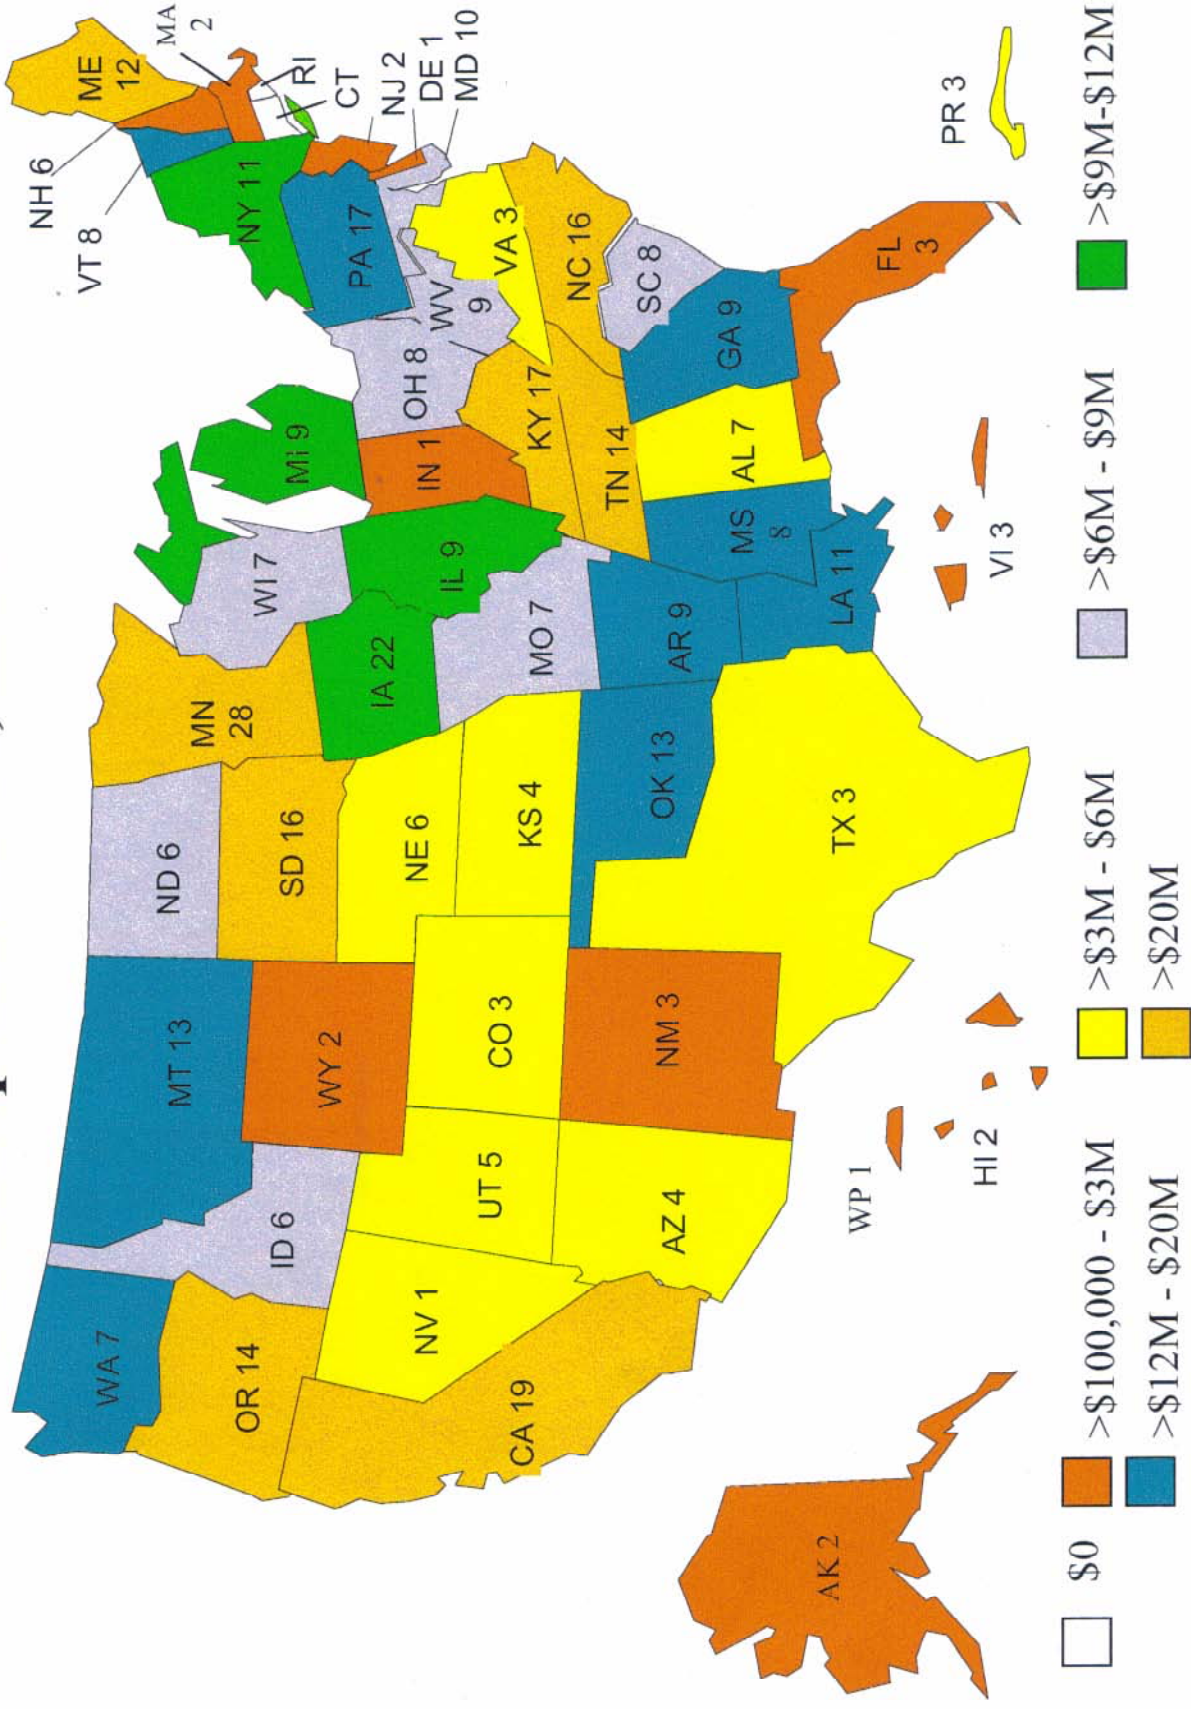 WA 7
OR 14
CA 19
NV 1
ID 6
MT 13
WY 2
UT 5
AZ 4
CO 3
NM 3
ND 6
SD 16
NE 6
KS 4
OK 13
TX 3
MN
28
IA 22
MO 7
AR 9
LA 11
WI 7
IL 9
MS
8
MI 9
IN 1
KY 17
TN 14
AL 7
OH 8
WV
9
GA 9
FL
3
SC 8
NC 16
VA 3
PA 17
NY 11
VT 8
NH 6
ME
12
MA
2
RI
CT
NJ 2
DE 1
MD 10
AK 2
WP 1
HI 2
VI 3
PR 3
$0
>$100,000 - $3M
>$3M - $6M
>$6M - $9M
>$9M-$12M
>$12M - $20M
>$20M